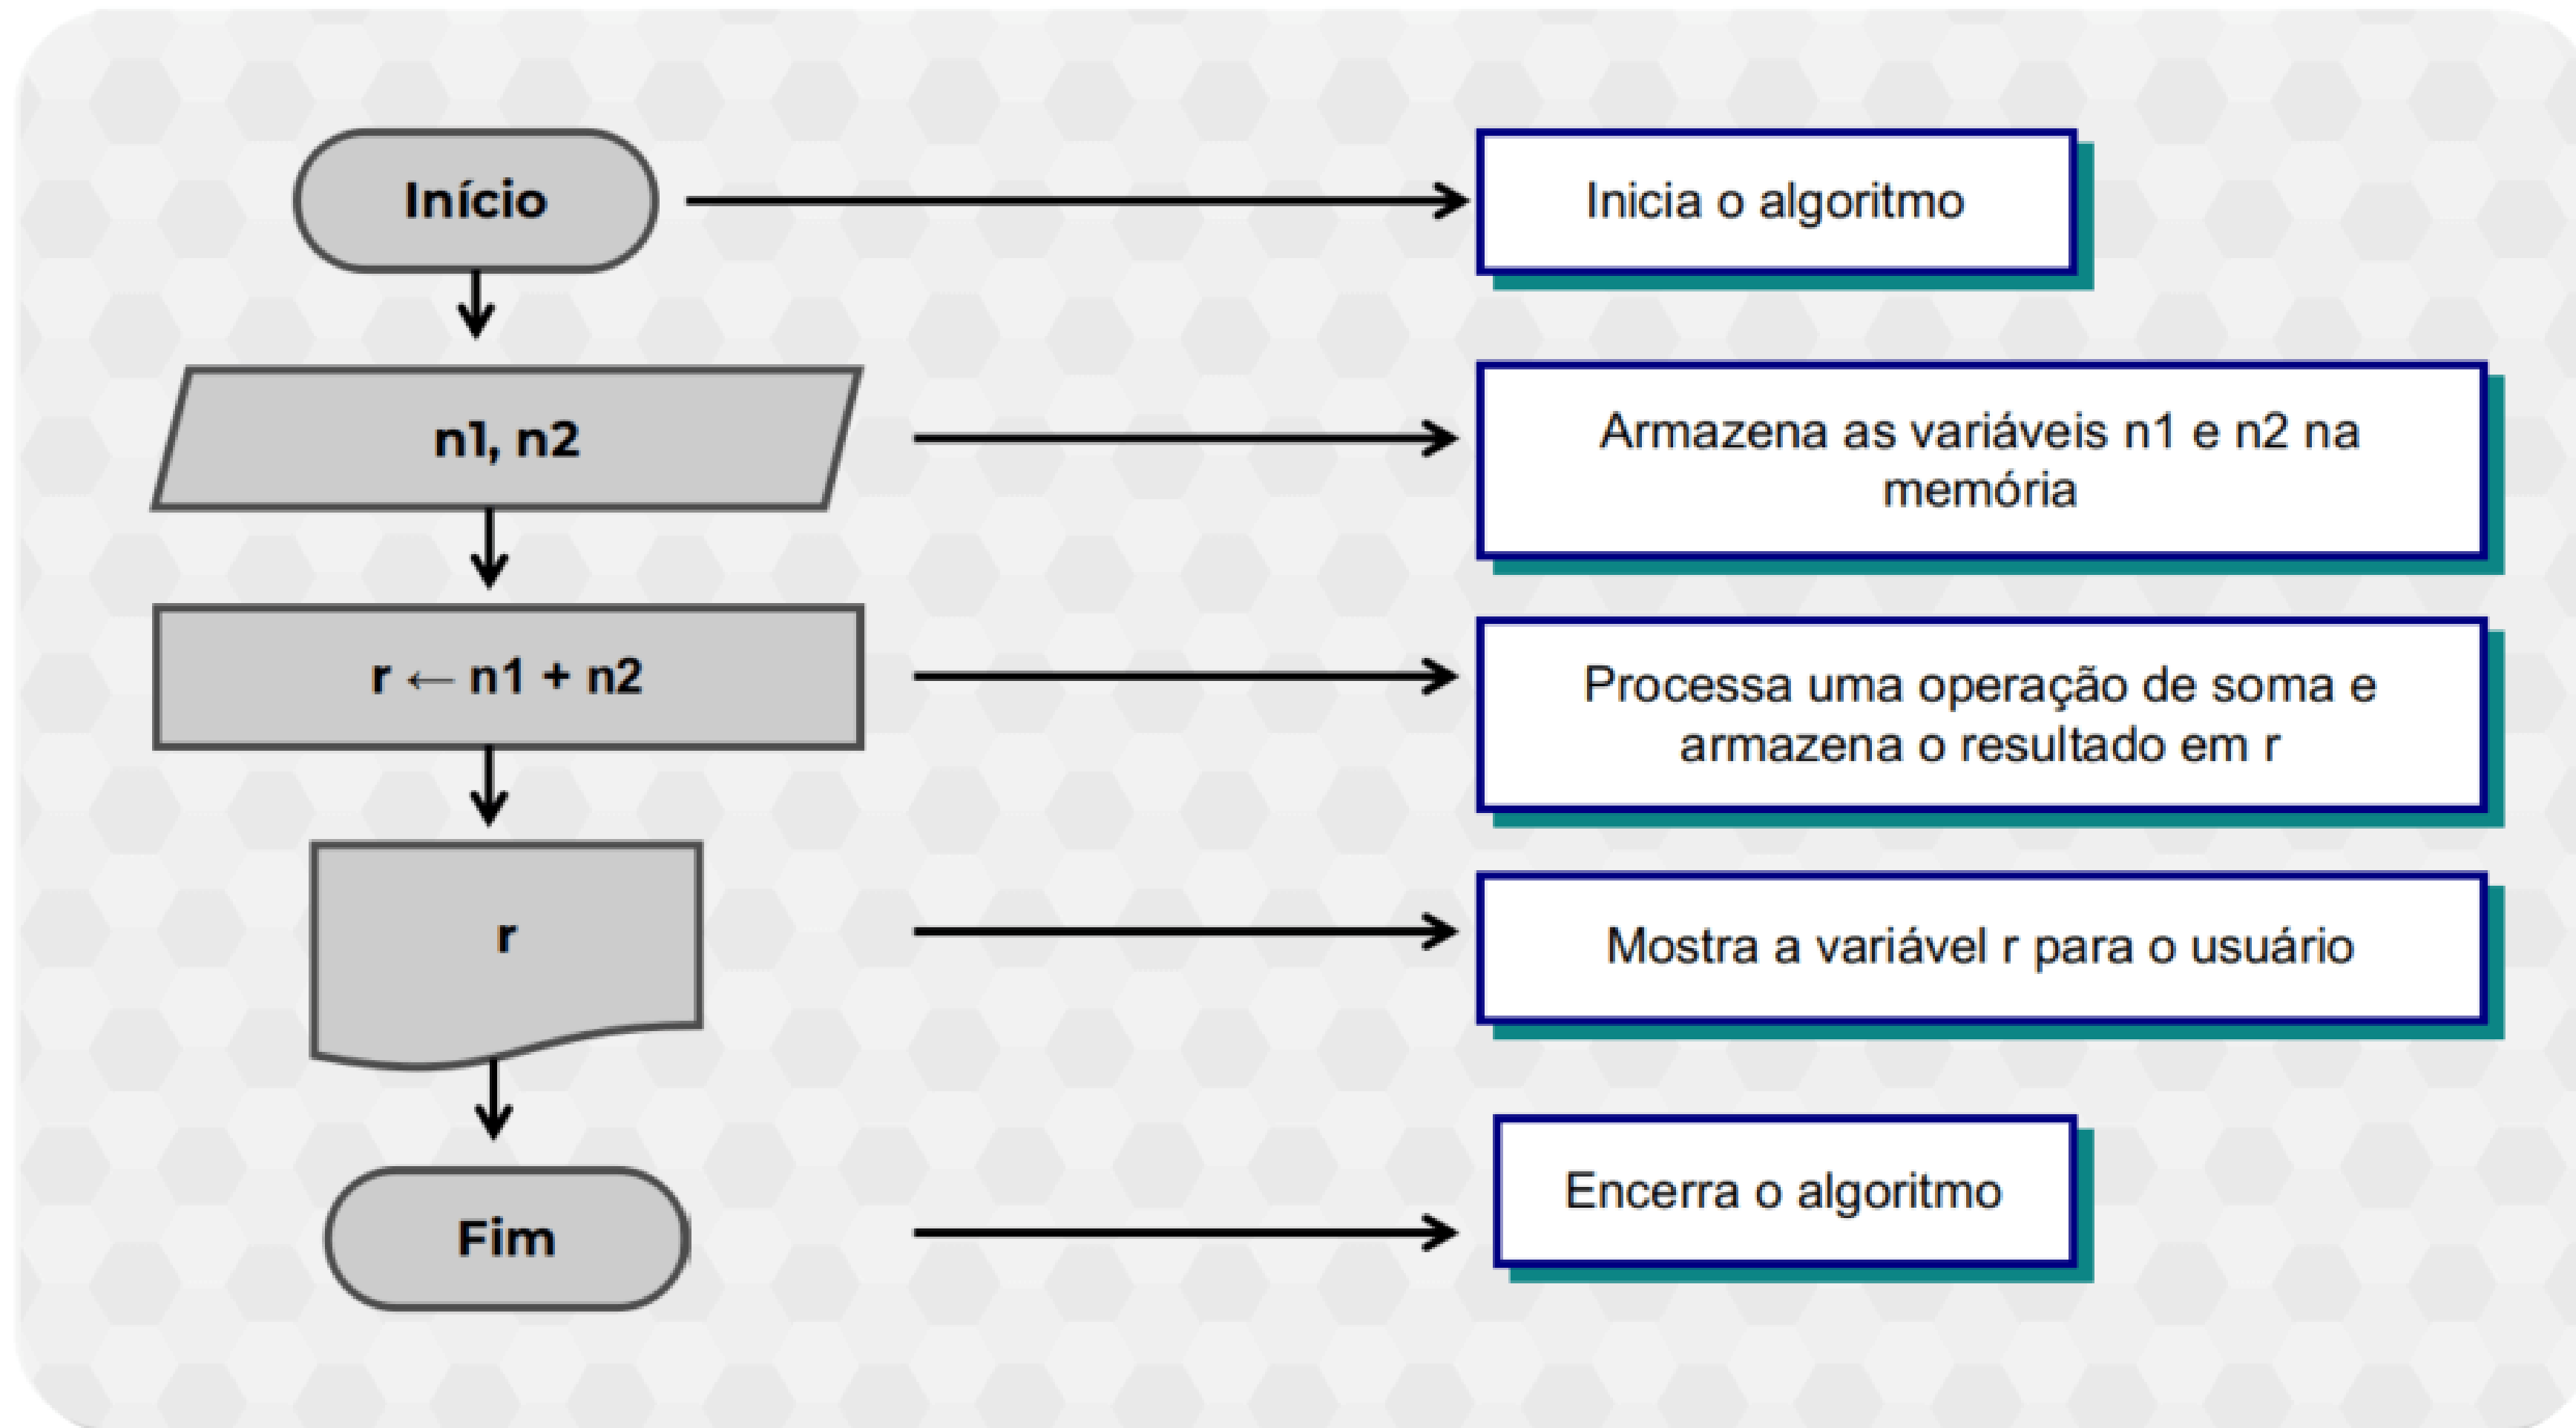 Início
Inicia o algoritmo
n1, n2
Armazena as variáveis n1 e n2 na
memória
r ← n1 + n2
Processa uma operação de soma e
armazena o resultado em r
r
Mostra a variável r para o usuário
Fim
Encerra o algoritmo